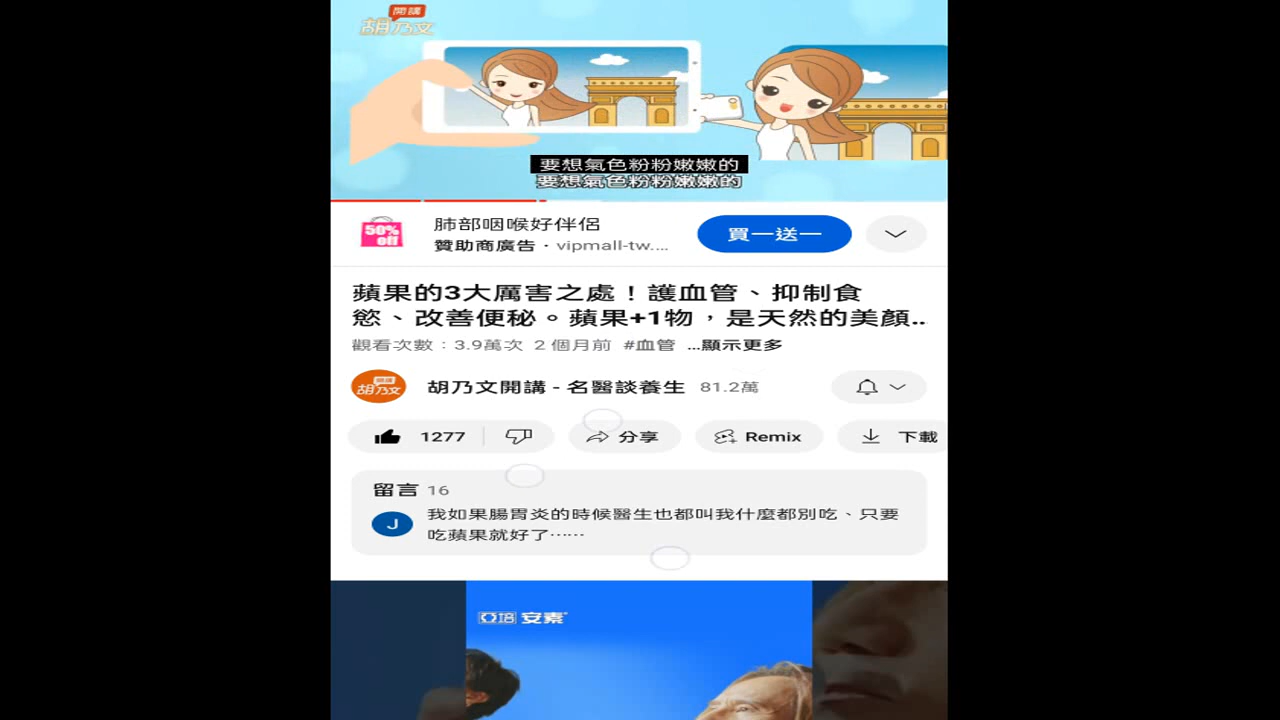 開講
胡乃文
要想氣色粉粉嫩嫩的
要想氣色粉粉嫩嫩的
50%
off
肺部咽喉好伴侶
贊助商廣告·vipmall-tw....
買一送一
蘋果的3大厲害之處！護血管、抑制食
慾、改善便秘。蘋果+1物，是天然的美顏..
觀看次數：3.9萬次 2 個月前 #血管 ...顯示更多
開講
胡乃文
胡乃文開講 - 名醫談養生 81.2萬
1277
分享
Remix
下載
留言 16
J
我如果腸胃炎的時候醫生也都叫我什麼都別吃、只要
吃蘋果就好了……
亞培 安素